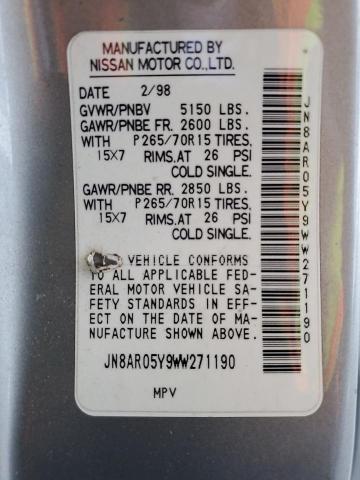 MANUFACTURED BY
NISSAN MOTOR CO.,LTD.
DATE 2/98
GVWR/PNBV 5150 LBS.
GAWR/PNBE FR. 2600 LBS.
WITH P265/70R15 TIRES,
15X7 RIMS,AT 26 PSI
COLD SINGLE.
GAWR/PNBE RR. 2850 LBS.
WITH P265/70R15 TIRES,
15X7 RIMS,AT 26 PSI
COLD SINGLE.
VEHICLE CONFORMS
TO ALL APPLICABLE FED-
ERAL MOTOR VEHICLE SA-
FETY STANDARDS IN EFF-
ECT ON THE DATE OF MA-
NUFACTURE SHOWN ABOVE.
JN8AR05Y9WW271190
MPV
JN8AR05Y9WW271190